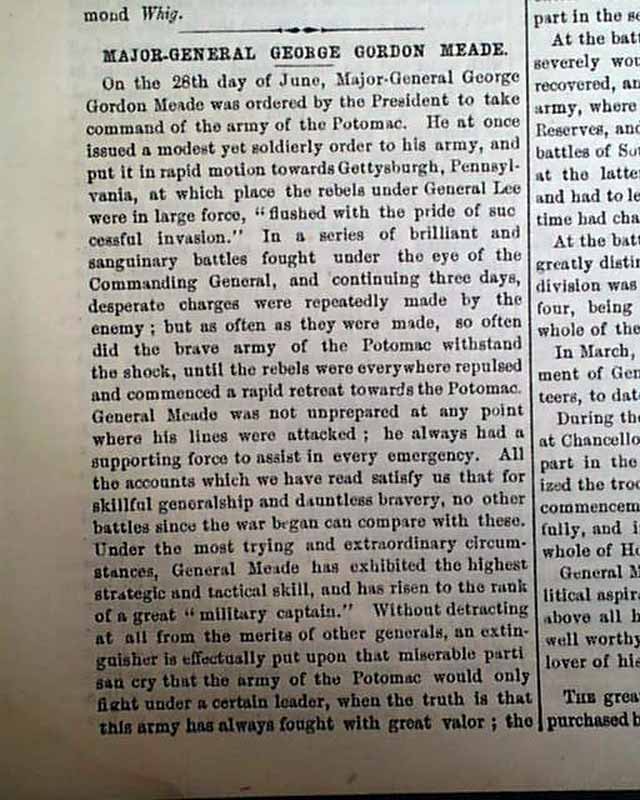 mond Whig.
MAJOR-GENERAL GEORGE GORDON MEADE.
On the 28th day of June, Major-General George
Gordon Meade was ordered by the President to take
command of the army of the Potomac. He at once
issued a modest yet soldierly order to his army, and
put it in rapid motion towards Gettysburgh, Pennsyl-
vania, at which place the rebels under General Lee
were in large force, "flushed with the pride of suc
cessful invasion." In a series of brilliant and
sanguinary battles fought under the eye of the
Commanding General, and continuing three days,
desperate charges were repeatedly made by the
enemy; but as often as they were made, so often
did the brave army of the Potomac withstand
the shock, until the rebels were everywhere repulsed
and commenced a rapid retreat towards the Potomac.
General Meade was not unprepared at any point
where his lines were attacked; he always had a
supporting force to assist in every emergency. All
the accounts which we have read satisfy us that for
skillful generalship and dauntless bravery, no other
battles since the war began can compare with these.
Under the most trying and extraordinary circum-
stances, General Meade has exhibited the highest
strategic and tactical skill, and has risen to the rank
of a great "military captain." Without detracting
at all from the merits of other generals, an extin-
guisher is effectually put upon that miserable parti
san cry that the army of the Potomac would only
fight under a certain leader, when the truth is that
this army has always fought with great valor; the
part in the se
At the batt
severely wou
recovered, an
army, where
Reserves, and
battles of Sou
at the latte
and had to le
time had cha
At the batt
greatly distin
division was
four, being
whole of the
In March,
ment of Gen
teers, to date
During the
at Chancello
part in the
ized the troo
commencem
fully, and i
whole of Ho
General M
litical aspira
above all h
well worthy
lover of his
THE grea
purchased b